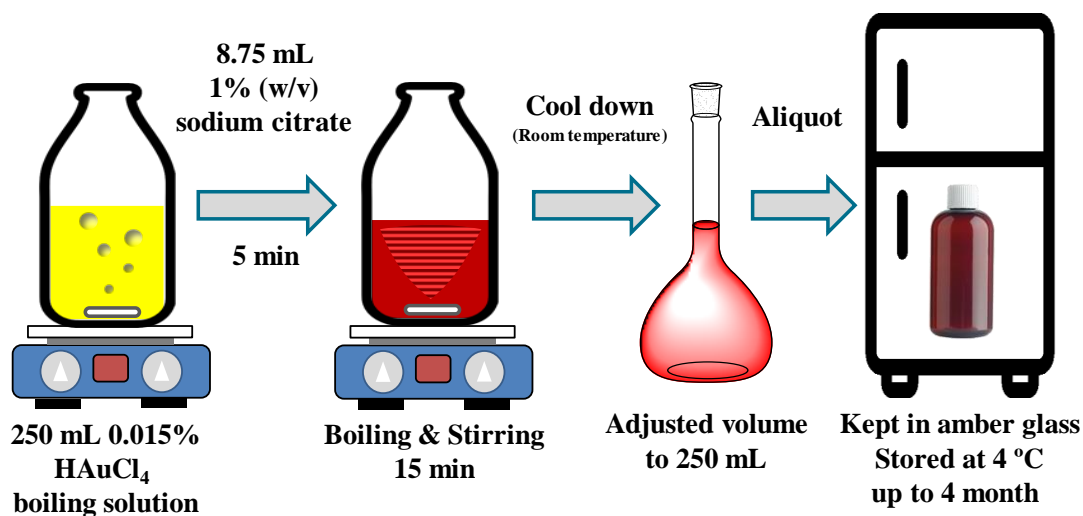 8.75 mL
1% (w/v)
sodium citrate
5 min
Cool down
(Room temperature)
Aliquot
250 mL 0.015%
HAuCl₄
boiling solution
Boiling & Stirring
15 min
Adjusted volume
to 250 mL
Kept in amber glass
Stored at 4 ºC
up to 4 month